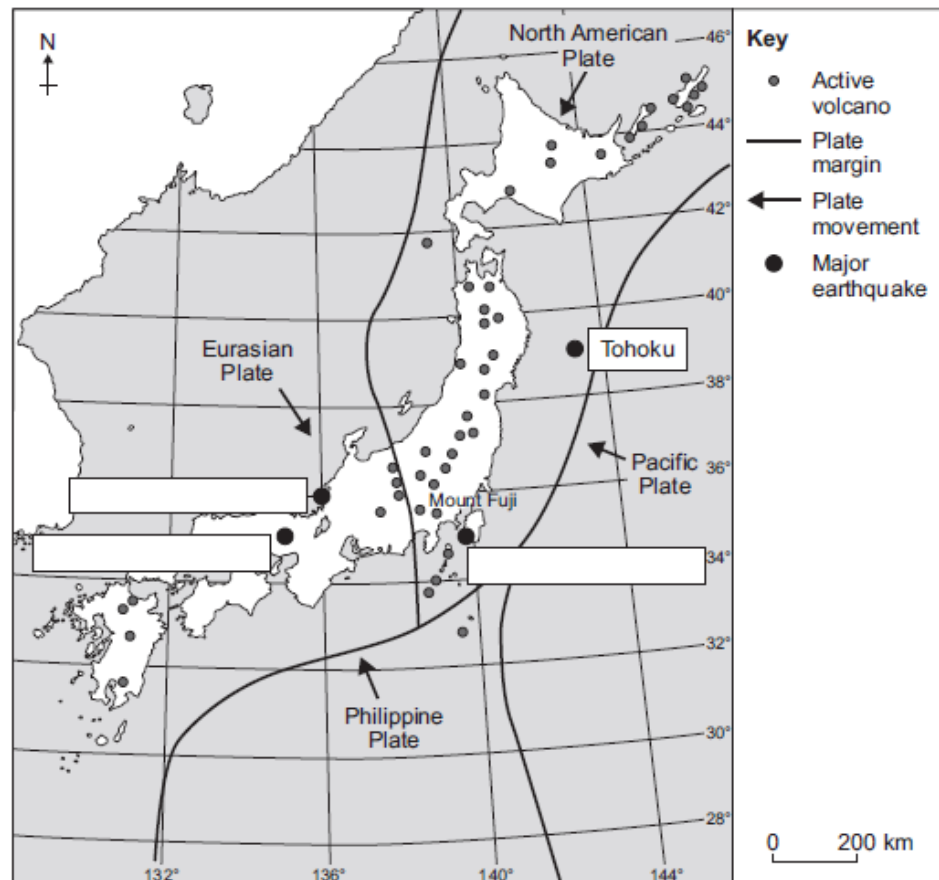 N
North American
Plate
46°
44°
42°
40°
Tohoku
Eurasian
Plate
38°
Pacific
Plate
36°
Mount Fuji
34°
32°
Philippine
Plate
30°
28°
132°
136°
140°
144°
Key
Active
volcano
Plate
margin
Plate
movement
Major
earthquake
0 200 km